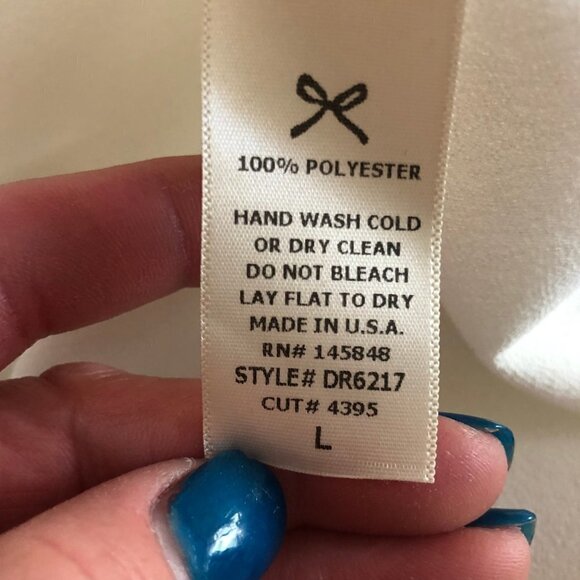 100% POLYESTER
HAND WASH COLD
OR DRY CLEAN
DO NOT BLEACH
LAY FLAT TO DRY
MADE IN U.S.A.
RN# 145848
STYLE# DR6217
CUT# 4395
L